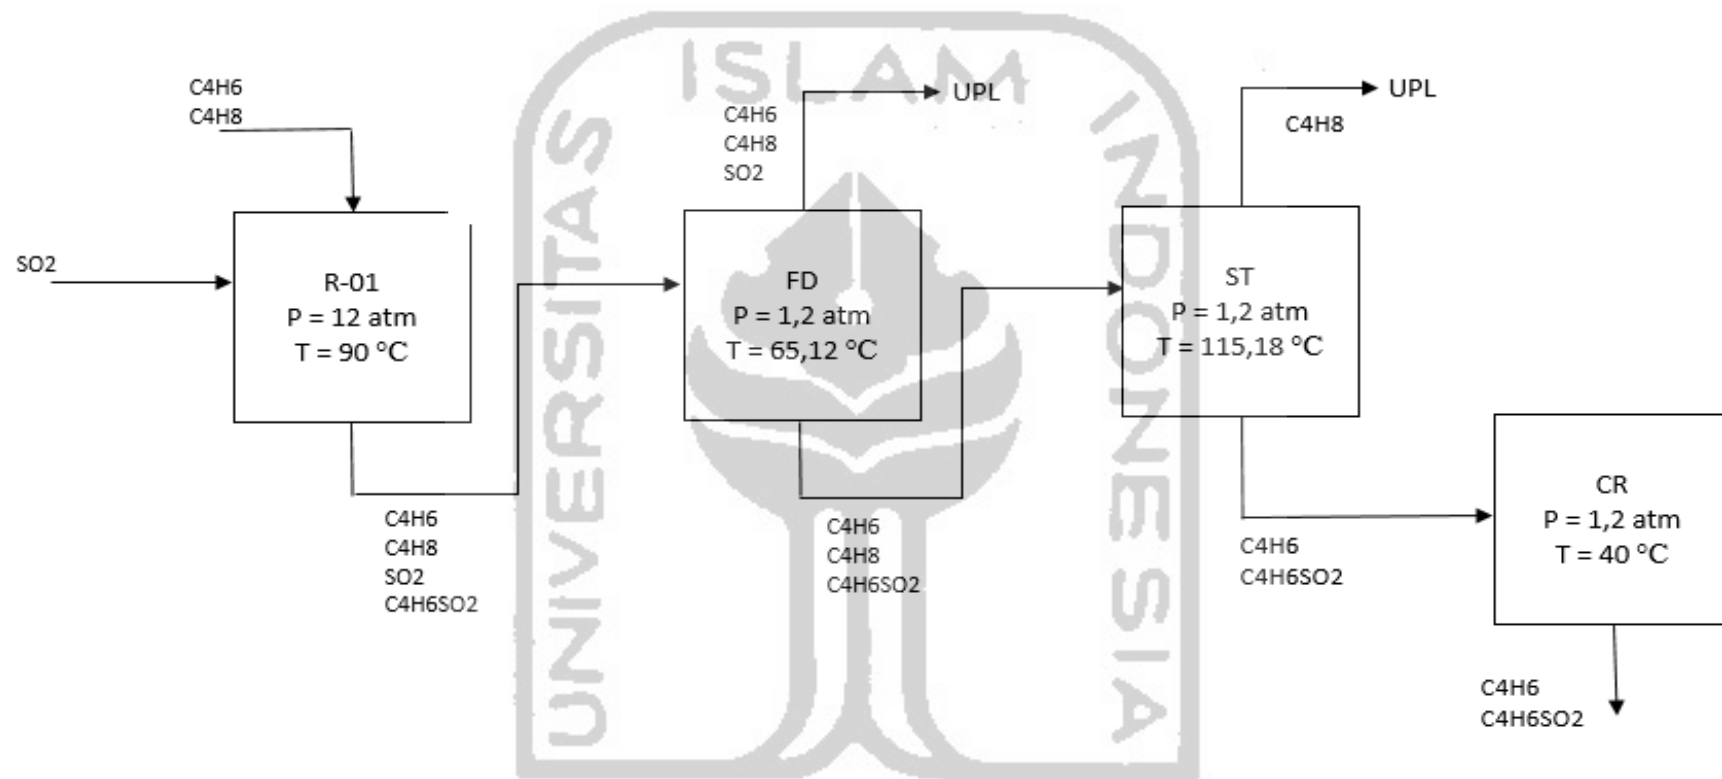 UNIVERSITAS
ISLAM
INDONESIA
C4H6
C4H8
SO2
R-01
P = 12 atm
T = 90 °C
C4H6
C4H8
SO2
C4H6SO2
C4H6
C4H8
SO2
UPL
FD
P = 1,2 atm
T = 65,12 °C
C4H6
C4H8
C4H6SO2
UPL
C4H8
ST
P = 1,2 atm
T = 115,18 °C
C4H6
C4H6SO2
CR
P = 1,2 atm
T = 40 °C
C4H6
C4H6SO2